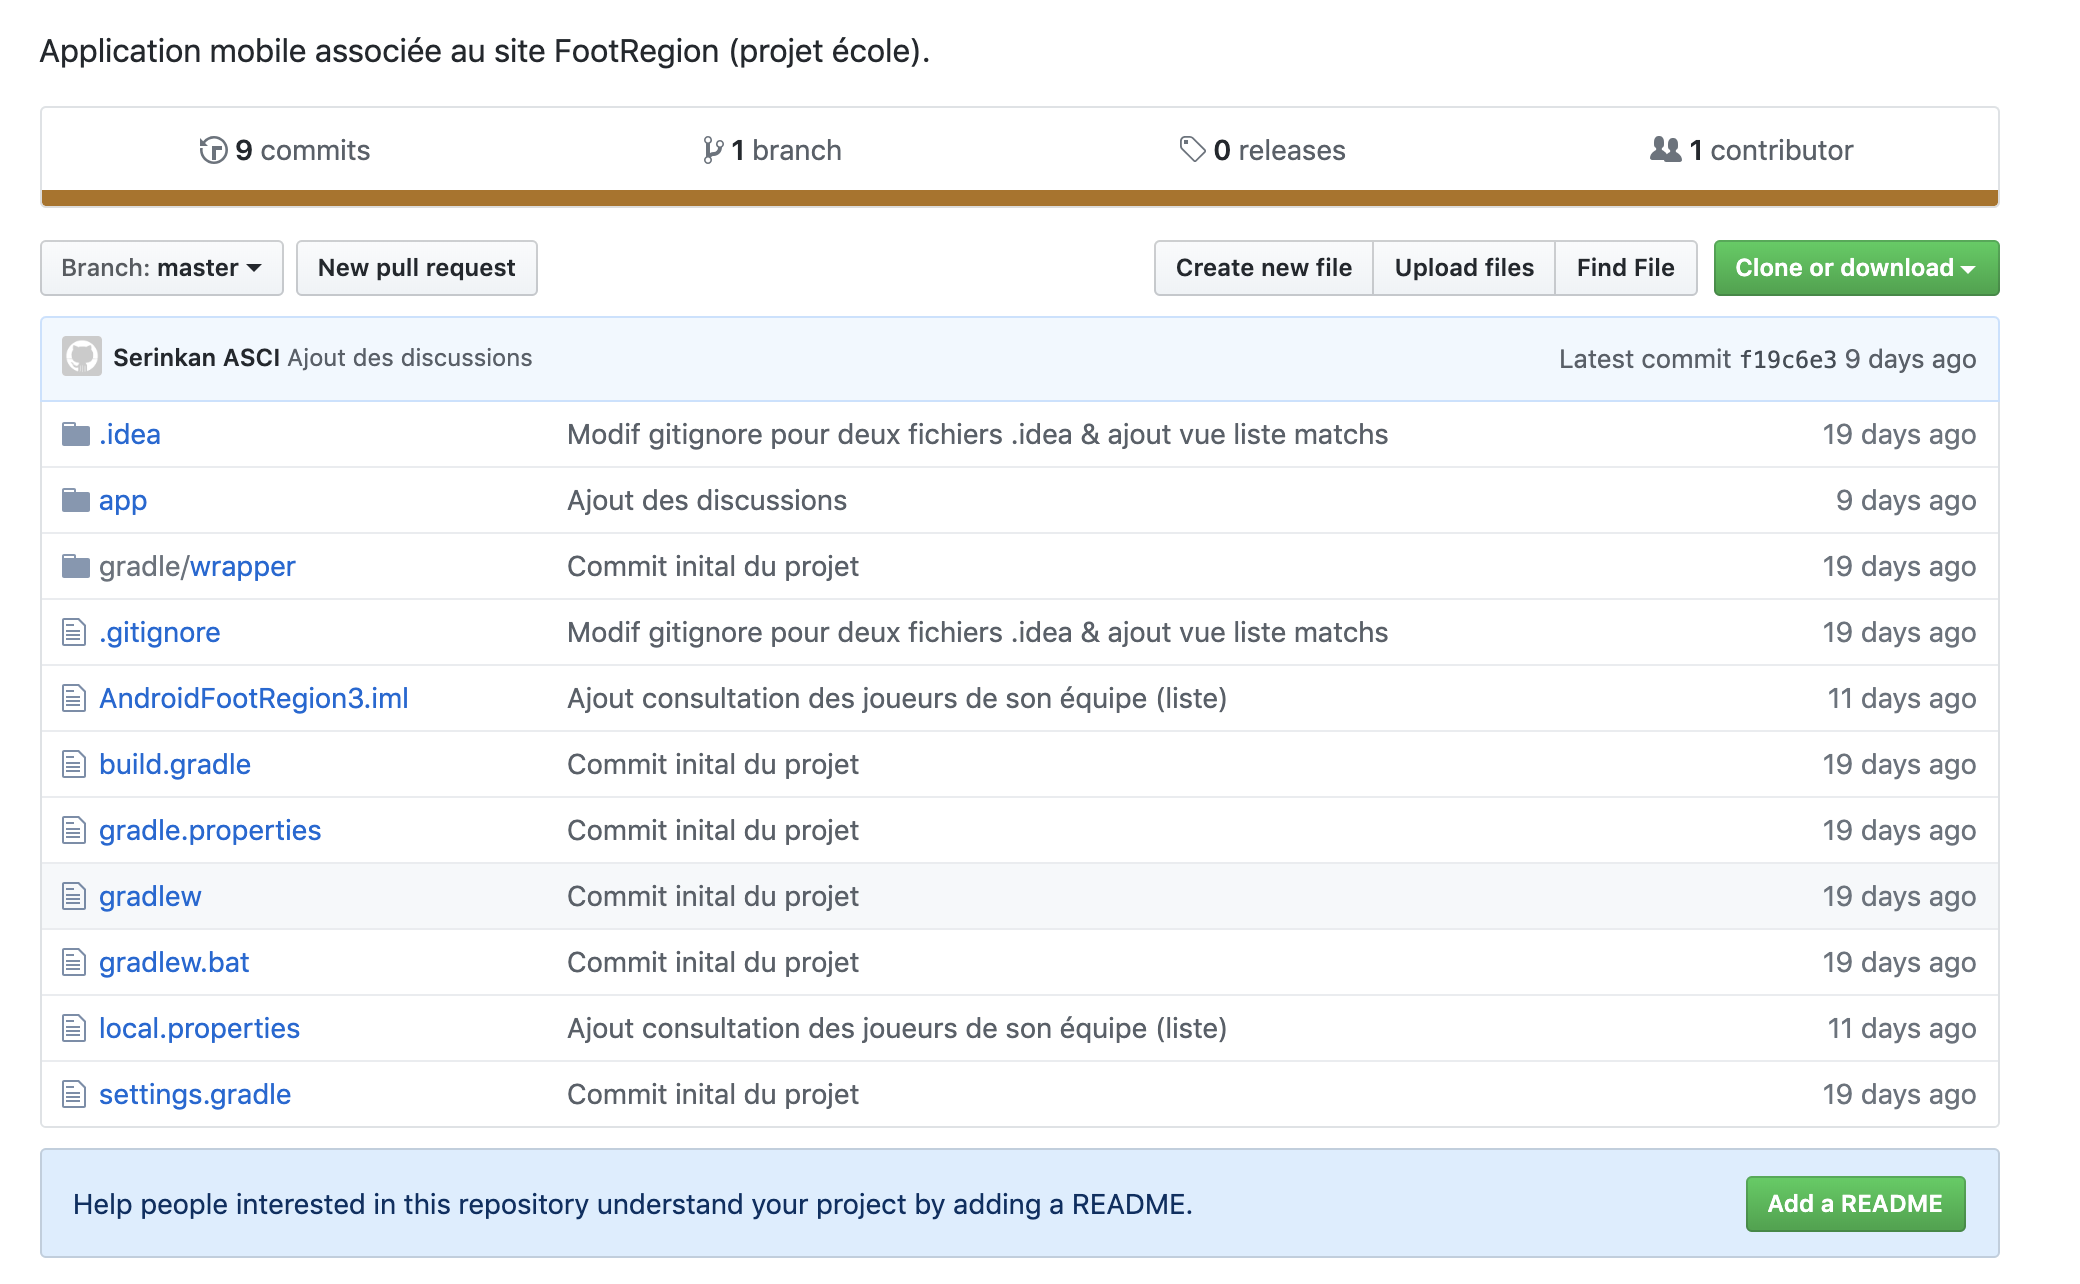 Application mobile associée au site FootRegion (projet école).
9 commits 1 branch 0 releases 1 contributor
Branch: master New pull request Create new file Upload files Find File Clone or download
Serinkan ASCI Ajout des discussions Latest commit f19c6e3 9 days ago
.idea Modif gitignore pour deux fichiers .idea & ajout vue liste matchs 19 days ago
app Ajout des discussions 9 days ago
gradle/wrapper Commit inital du projet 19 days ago
.gitignore Modif gitignore pour deux fichiers .idea & ajout vue liste matchs 19 days ago
AndroidFootRegion3.iml Ajout consultation des joueurs de son équipe (liste) 11 days ago
build.gradle Commit inital du projet 19 days ago
gradle.properties Commit inital du projet 19 days ago
gradlew Commit inital du projet 19 days ago
gradlew.bat Commit inital du projet 19 days ago
local.properties Ajout consultation des joueurs de son équipe (liste) 11 days ago
settings.gradle Commit inital du projet 19 days ago
Help people interested in this repository understand your project by adding a README. Add a README